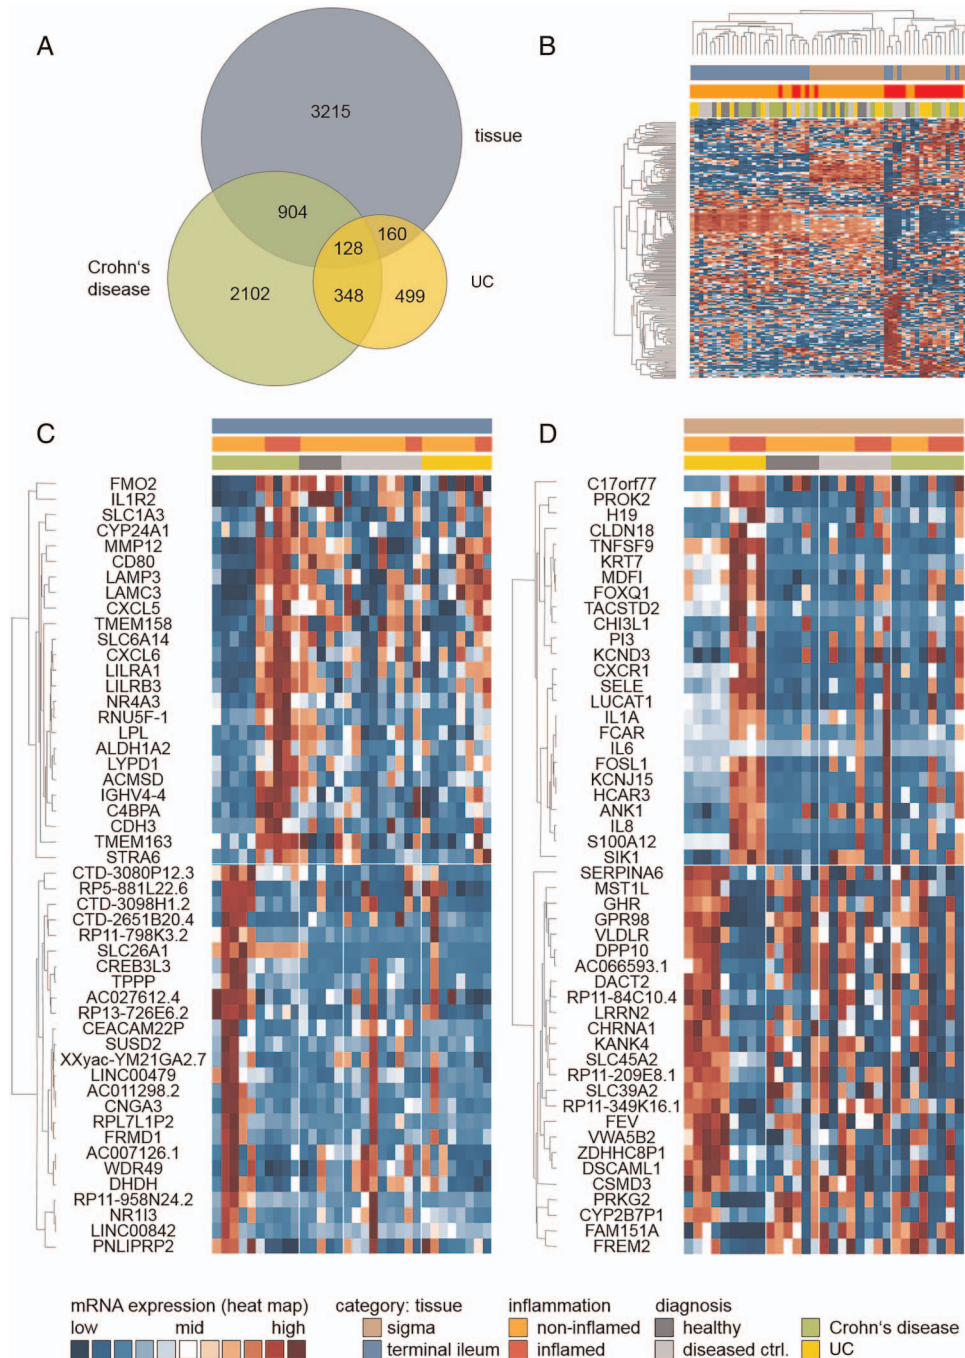 A
3215
tissue
904
160
128
Crohn's
disease
2102
348
499
UC
B
C
FMO2
IL1R2
SLC1A3
CYP24A1
MMP12
CD80
LAMP3
LAMC3
CXCL5
TMEM158
SLC6A14
CXCL6
LILRA1
LILRB3
NR4A3
RNU5F-1
LPL
ALDH1A2
LYPD1
ACMSD
IGHV4-4
C4BPA
CDH3
TMEM163
STRA6
CTD-3080P12.3
RP5-881L22.6
CTD-3098H1.2
CTD-2651B20.4
RP11-798K3.2
SLC26A1
CREB3L3
TPPP
AC027612.4
RP13-726E6.2
CEACAM22P
SUSD2
XXyac-YM21GA2.7
LINC00479
AC011298.2
CNGA3
RPL7L1P2
FRMD1
AC007126.1
WDR49
DHDH
RP11-958N24.2
NR1I3
LINC00842
PNLIPRP2
D
C17orf77
PROK2
H19
CLDN18
TNFSF9
KRT7
MDFI
FOXQ1
TACSTD2
CHI3L1
PI3
KCND3
CXCR1
SELE
LUCAT1
IL1A
FCAR
IL6
FOSL1
KCNJ15
HCAR3
ANK1
IL8
S100A12
SIK1
SERPINA6
MST1L
GHR
GPR98
VLDLR
DPP10
AC066593.1
DACT2
RP11-84C10.4
LRRN2
CHRNA1
KANK4
SLC45A2
RP11-209E8.1
SLC39A2
RP11-349K16.1
FEV
VWA5B2
ZDHHC8P1
DSCAML1
CSMD3
PRKG2
CYP2B7P1
FAM151A
FREM2
mRNA expression (heat map)
low mid high
category: tissue
sigma
terminal ileum
inflammation
non-inflamed
inflamed
diagnosis
healthy
diseased ctrl.
Crohn's disease
UC